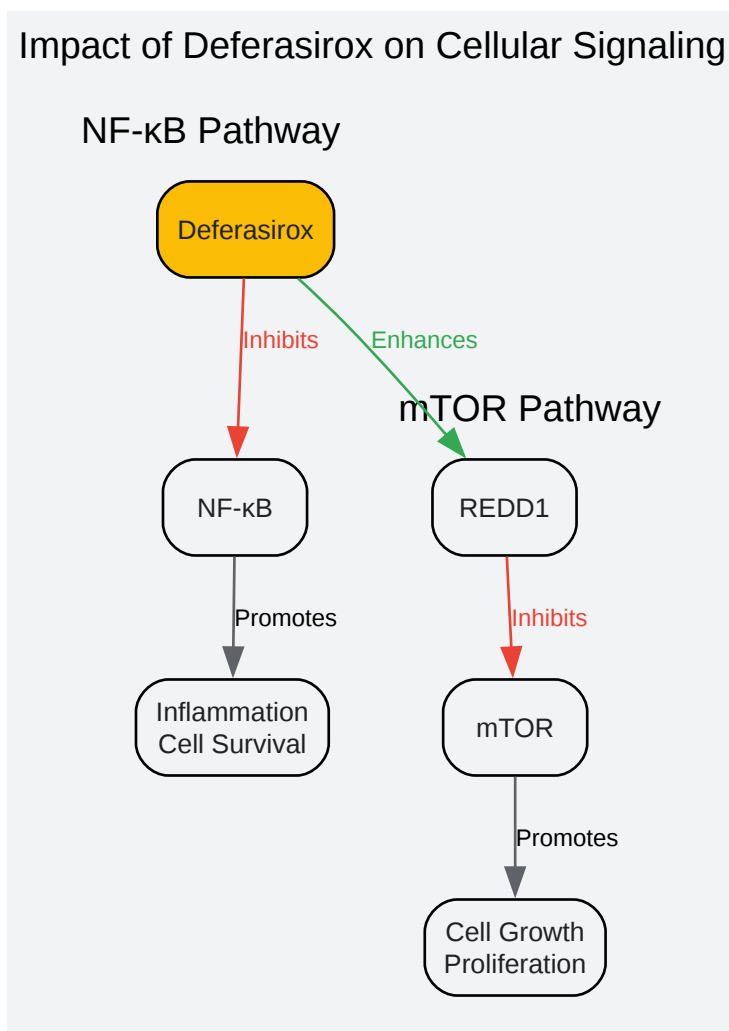 Impact of Deferasirox on Cellular Signaling
NF-κB Pathway
Deferasirox
Inhibits
Enhances
mTOR Pathway
NF-κB
REDD1
Promotes
Inhibits
Inflammation
Cell Survival
mTOR
Promotes
Cell Growth
Proliferation